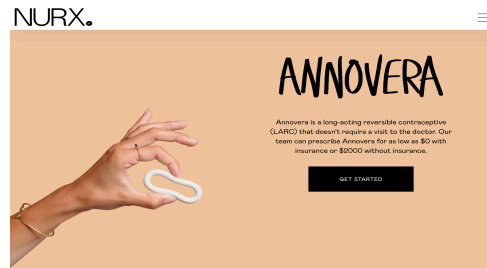 NURX.
ANNOVERA
Annovera is a long-acting reversible contraceptive
(LARC) that doesn't require a visit to the doctor. Our
team can prescribe Annovera for as low as $0 with
insurance or $2000 without insurance.
GET STARTED